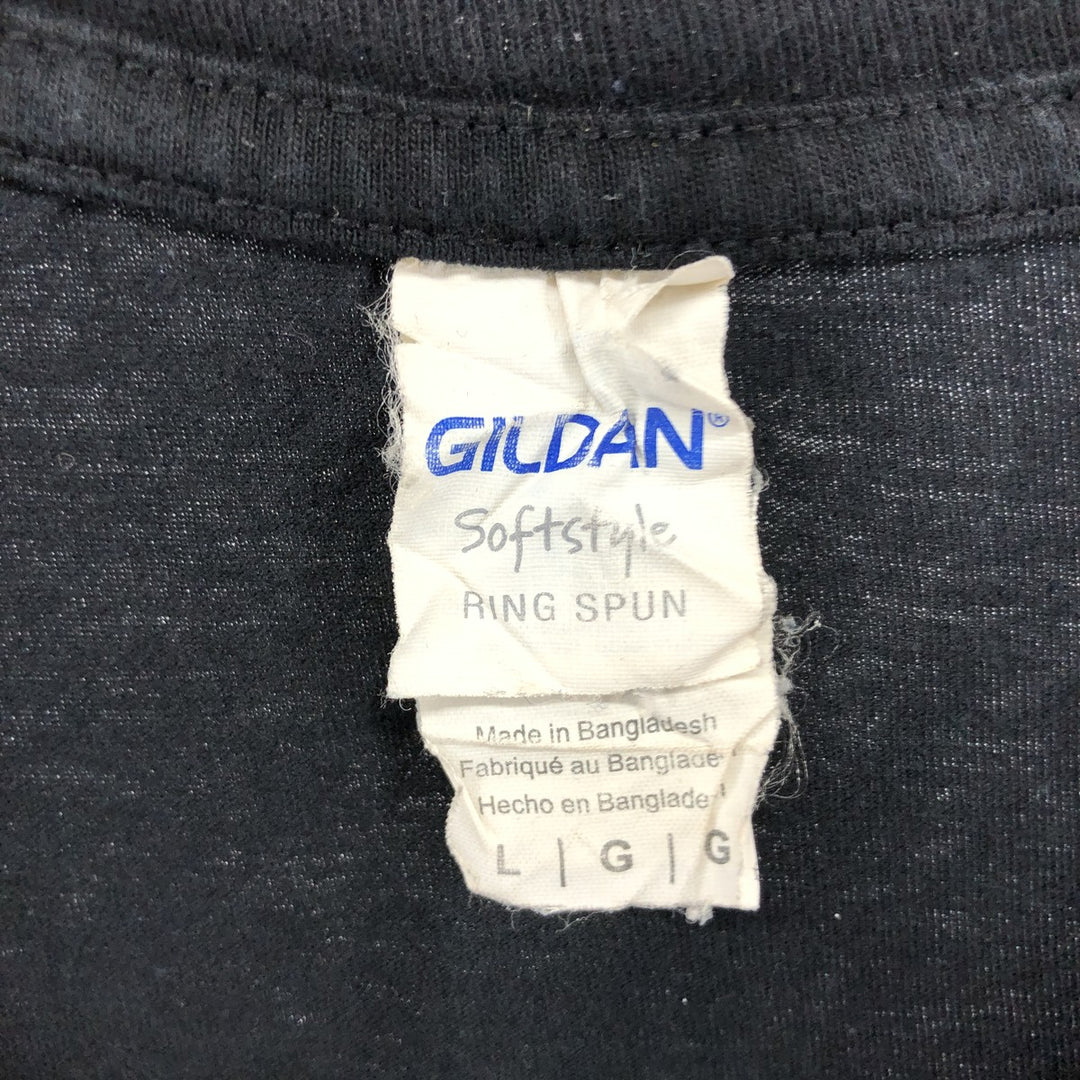 GILDAN®
Softstyle
RING SPUN
Made in Bangladesh
Fabriqué au Banglade
Hecho en Banglade
L | G | G